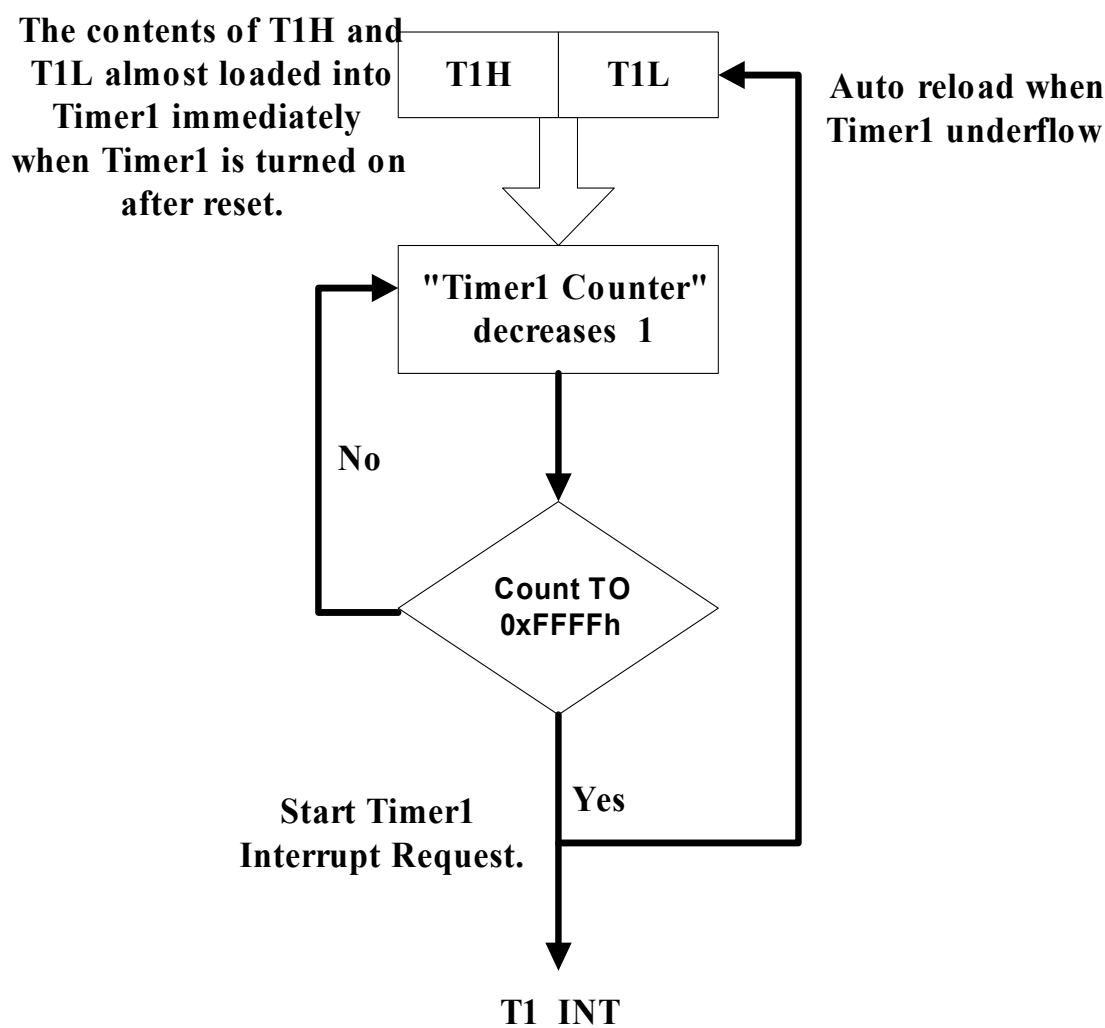 The contents of T1H and
T1L almost loaded into
Timer1 immediately
when Timer1 is turned on
after reset.
T1H
T1L
Auto reload when
Timer1 underflow
"Timer1 Counter"
decreases 1
No
Count TO
0xFFFFh
Yes
Start Timer1
Interrupt Request.
T1 INT